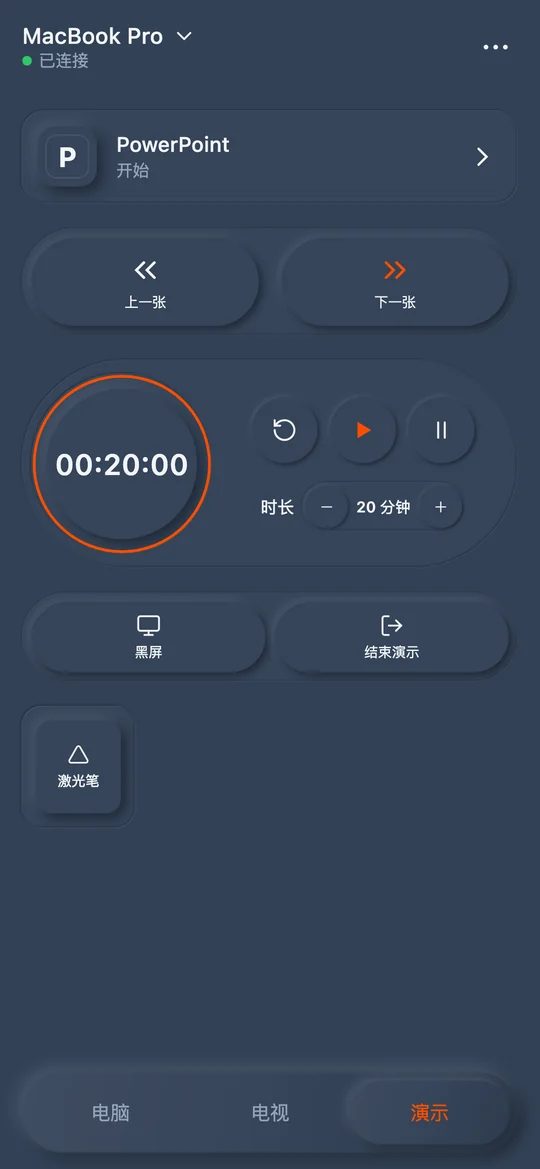 MacBook Pro
已连接
P
PowerPoint
开始
上一张
下一张
00:20:00
时长
20 分钟
黑屏
结束演示
激光笔
电脑
电视
演示